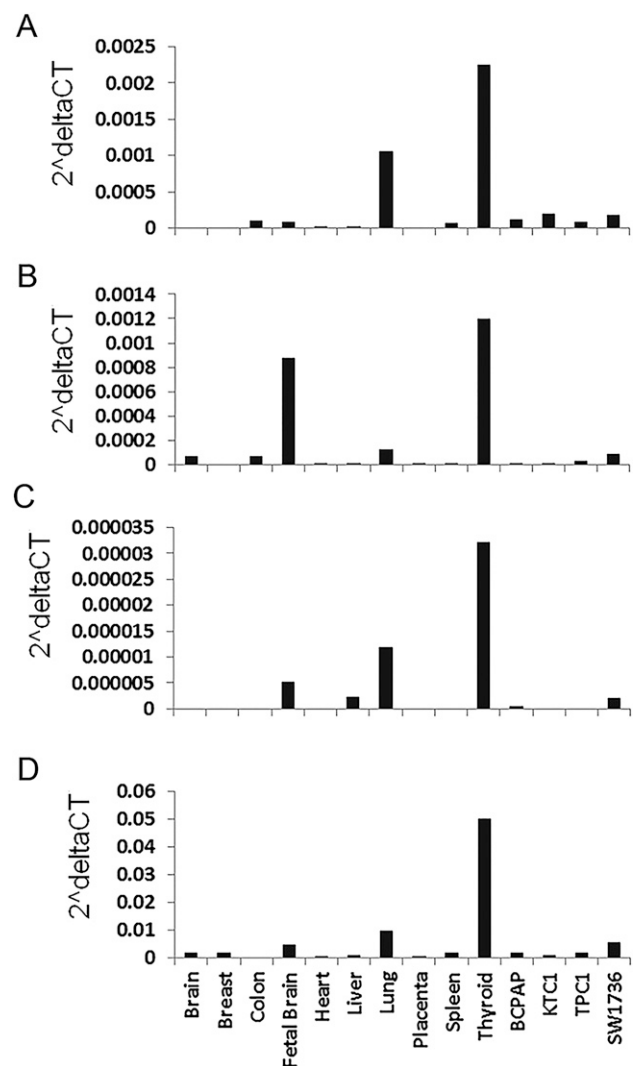 A
2^deltaCT
0.0025
0.002
0.0015
0.001
0.0005
0
B
2^deltaCT
0.0014
0.0012
0.001
0.0008
0.0006
0.0004
0.0002
0
C
2^deltaCT
0.000035
0.00003
0.000025
0.00002
0.000015
0.00001
0.000005
0
D
2^deltaCT
0.06
0.05
0.04
0.03
0.02
0.01
0
Brain
Breast
Colon
Fetal Brain
Heart
Liver
Lung
Placenta
Spleen
Thyroid
BCPAP
KTC1
TPC1
SW1736